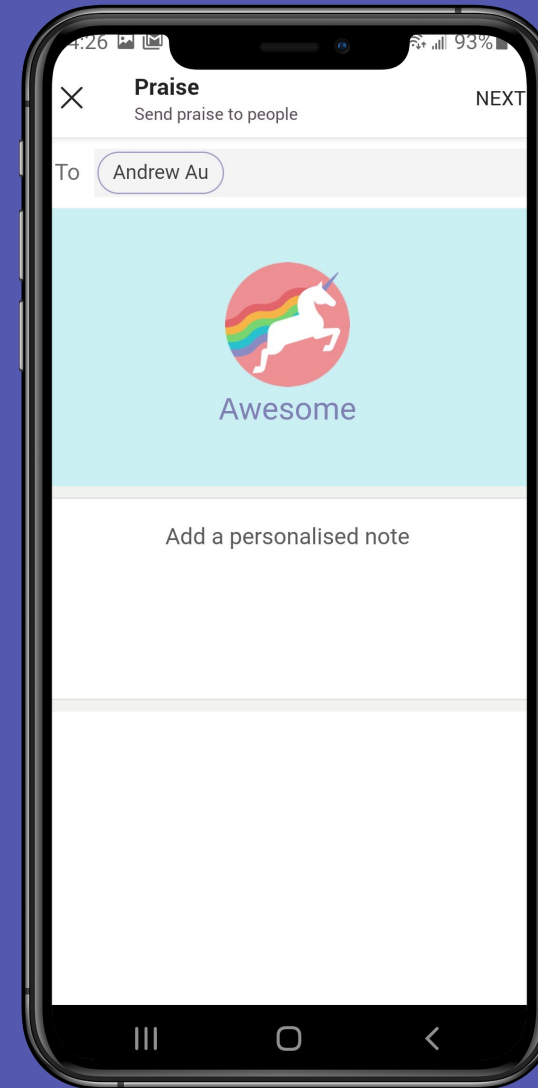 4:26 93%
Praise
Send praise to people
NEXT
To Andrew Au
Awesome
Add a personalised note